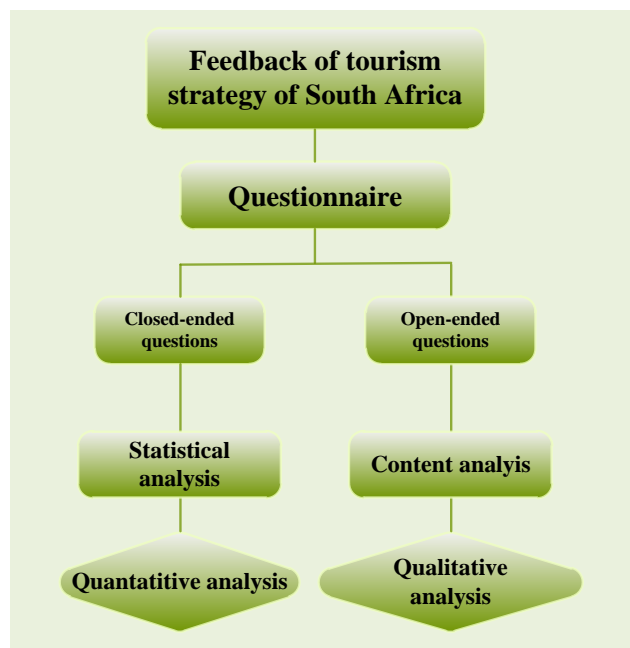 Feedback of tourism
strategy of South Africa
Questionnaire
Closed-ended
questions
Open-ended
questions
Statistical
analysis
Content analyis
Quantatitive analysis
Qualitative
analysis